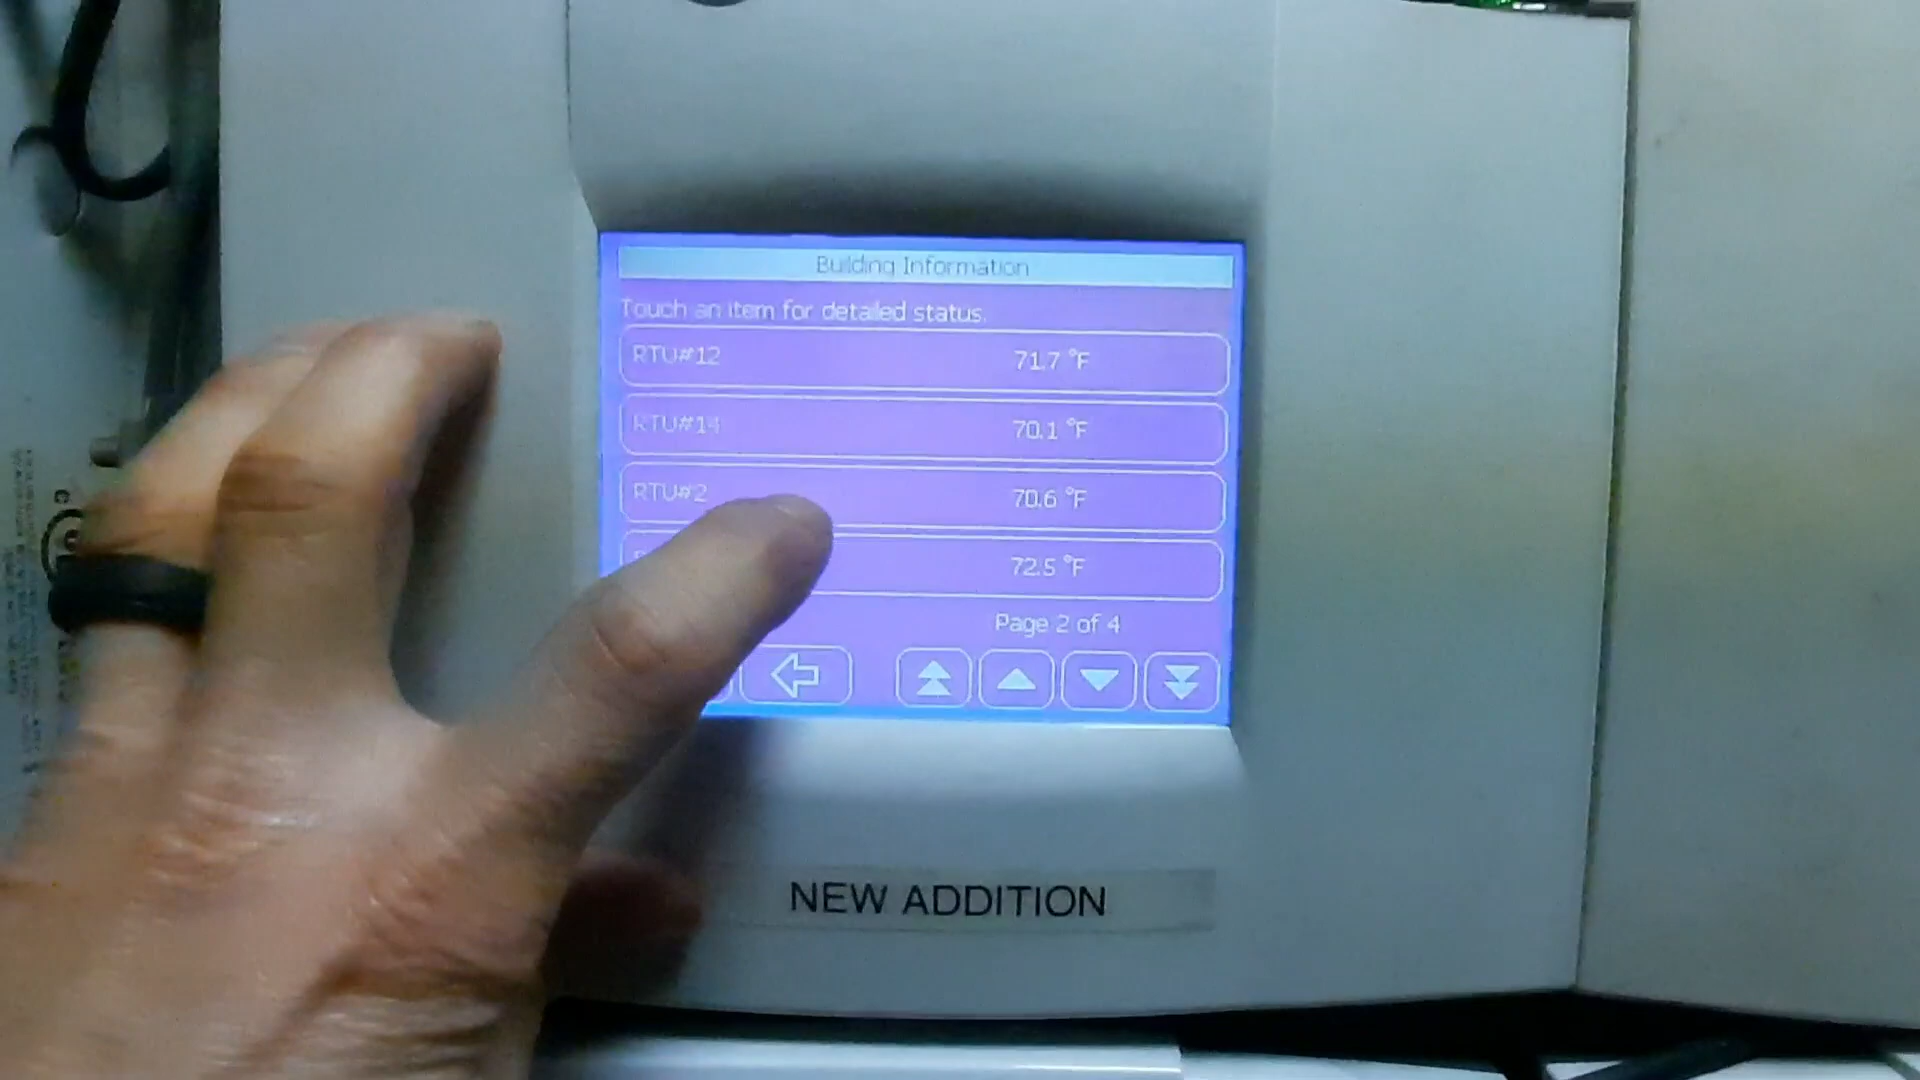 Building Information
Touch an item for detailed status.
RTU#12 71.7 °F
RTU#14 70.1 °F
RTU#2 70.6 °F
72.5 °F
Page 2 of 4
NEW ADDITION